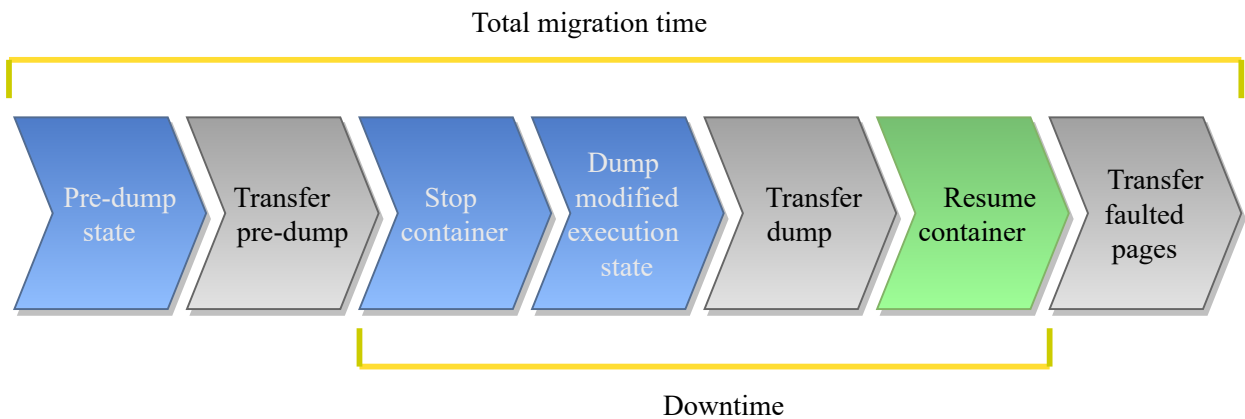 Total migration time
Pre-dump
state
Transfer
pre-dump
Stop
container
Dump
modified
execution
state
Transfer
dump
Resume
container
Transfer
faulted
pages
Downtime